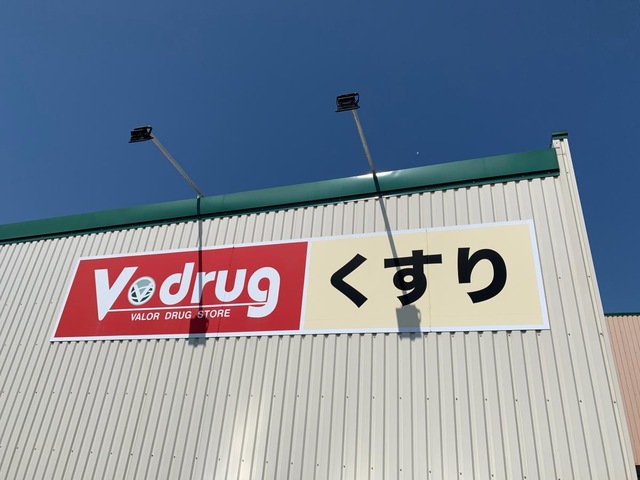 V drug
VALOR DRUG STORE
くすり